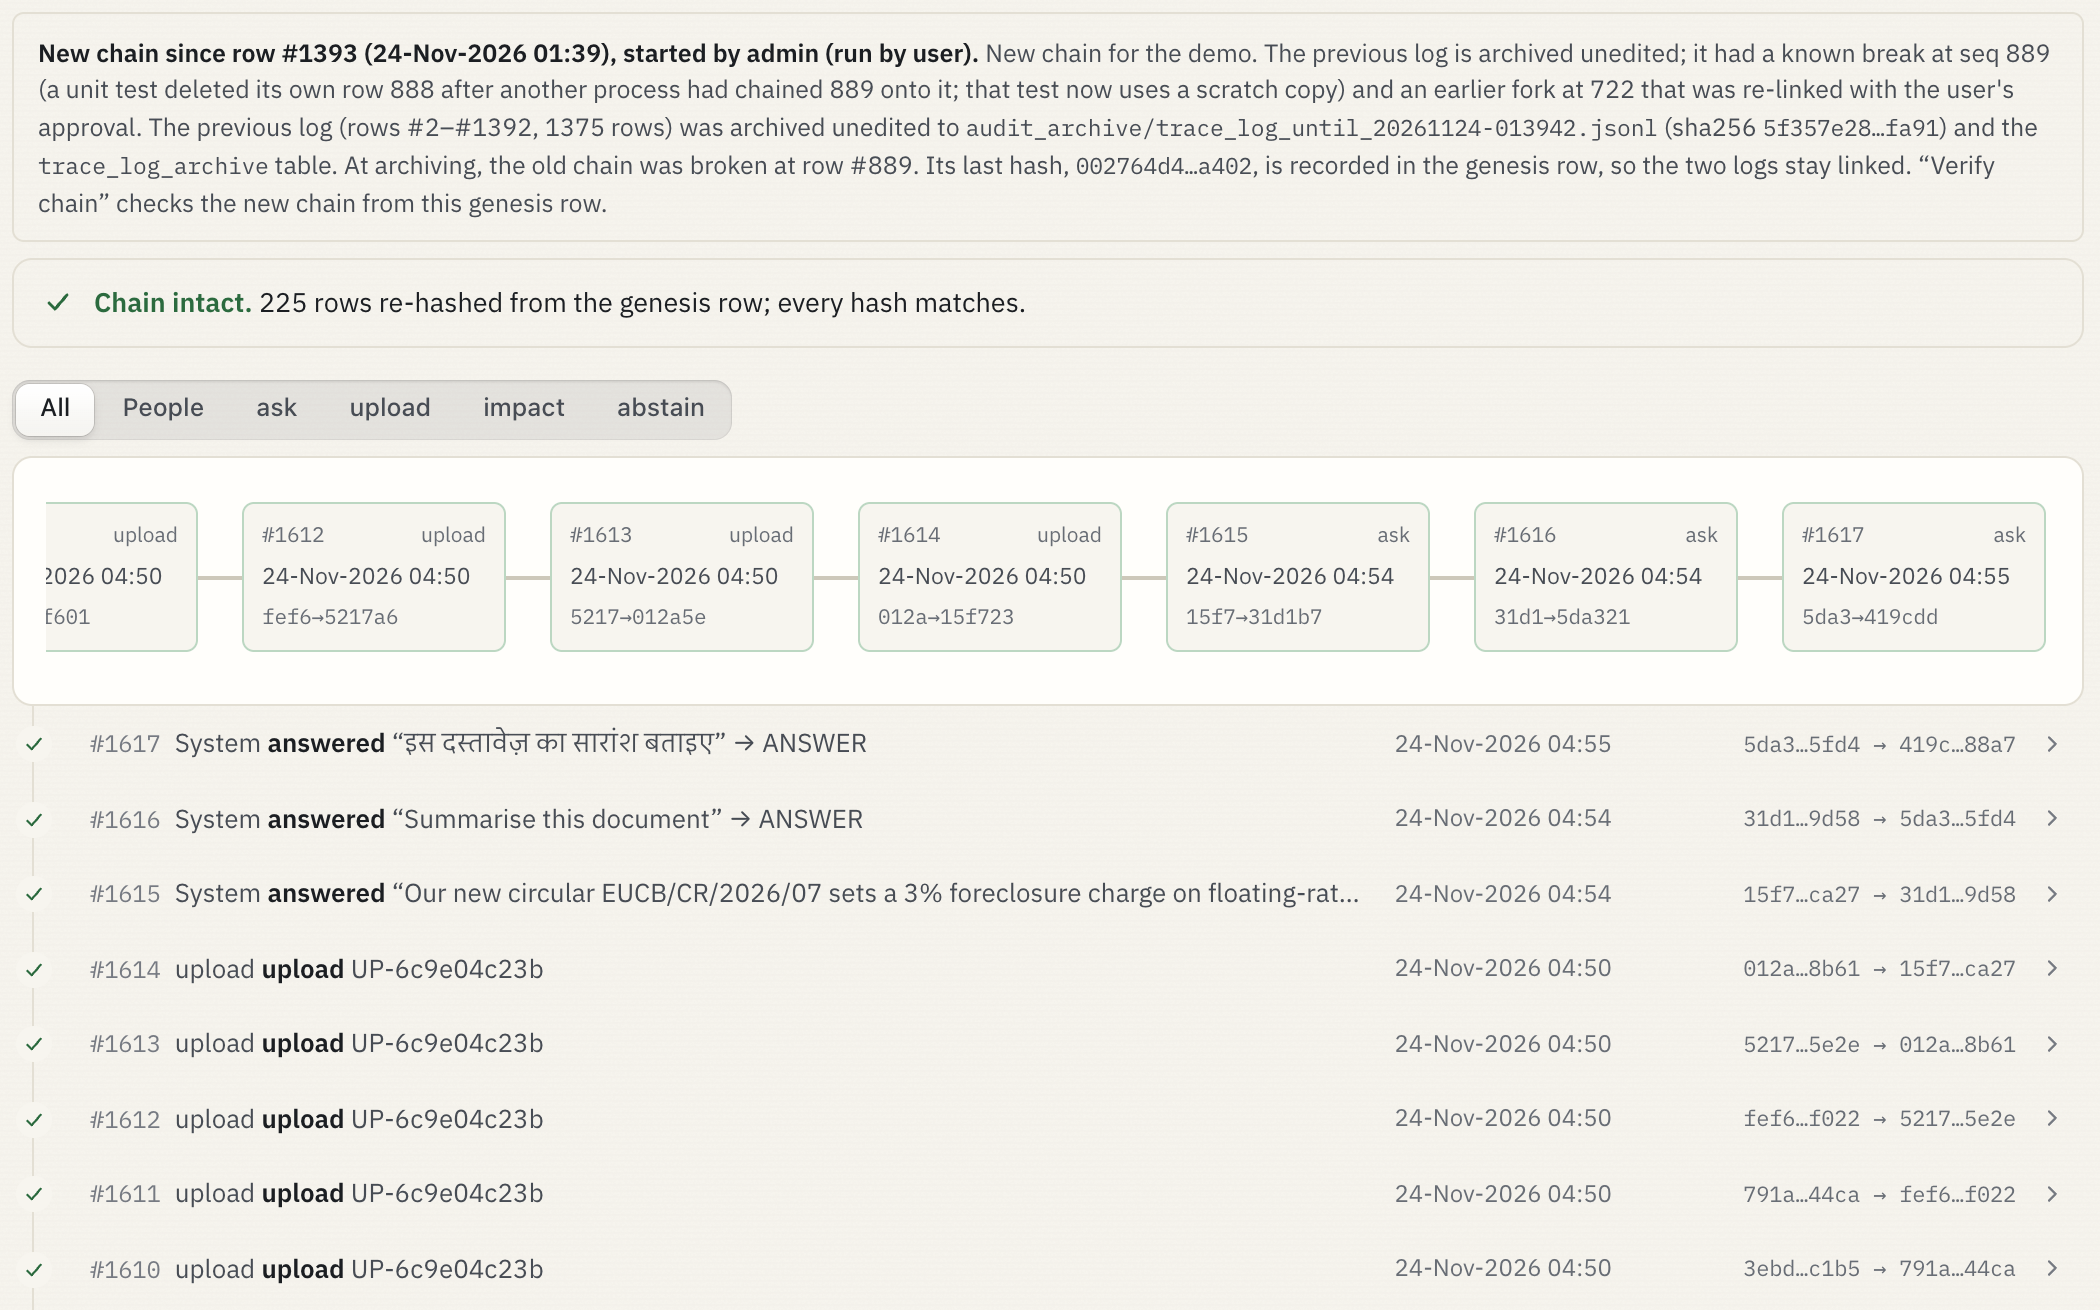 New chain since row #1393 (24-Nov-2026 01:39), started by admin (run by user). New chain for the demo. The previous log is archived unedited; it had a known break at seq 889
(a unit test deleted its own row 888 after another process had chained 889 onto it; that test now uses a scratch copy) and an earlier fork at 722 that was re-linked with the user's
approval. The previous log (rows #2–#1392, 1375 rows) was archived unedited to audit_archive/trace_log_until_20261124-013942.jsonl (sha256 5f357e28…fa91) and the
trace_log_archive table. At archiving, the old chain was broken at row #889. Its last hash, 002764d4…a402, is recorded in the genesis row, so the two logs stay linked. “Verify
chain” checks the new chain from this genesis row.
Chain intact. 225 rows re-hashed from the genesis row; every hash matches.
All People ask upload impact abstain
upload #1612 upload #1613 upload #1614 upload #1615 ask #1616 ask #1617 ask
2026 04:50 24-Nov-2026 04:50 24-Nov-2026 04:50 24-Nov-2026 04:50 24-Nov-2026 04:54 24-Nov-2026 04:54 24-Nov-2026 04:55
f601 fef6→5217a6 5217→012a5e 012a→15f723 15f7→31d1b7 31d1→5da321 5da3→419cdd
#1617 System answered “इस दस्तावेज़ का सारांश बताइए” → ANSWER 24-Nov-2026 04:55 5da3…5fd4 → 419c…88a7
#1616 System answered “Summarise this document” → ANSWER 24-Nov-2026 04:54 31d1…9d58 → 5da3…5fd4
#1615 System answered “Our new circular EUCB/CR/2026/07 sets a 3% foreclosure charge on floating-rat… 24-Nov-2026 04:54 15f7…ca27 → 31d1…9d58
#1614 upload upload UP-6c9e04c23b 24-Nov-2026 04:50 012a…8b61 → 15f7…ca27
#1613 upload upload UP-6c9e04c23b 24-Nov-2026 04:50 5217…5e2e → 012a…8b61
#1612 upload upload UP-6c9e04c23b 24-Nov-2026 04:50 fef6…f022 → 5217…5e2e
#1611 upload upload UP-6c9e04c23b 24-Nov-2026 04:50 791a…44ca → fef6…f022
#1610 upload upload UP-6c9e04c23b 24-Nov-2026 04:50 3ebd…c1b5 → 791a…44ca